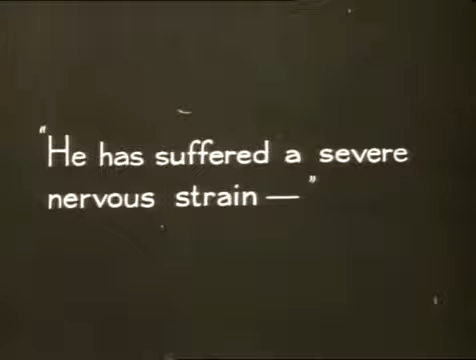 "He has suffered a severe
nervous strain — "